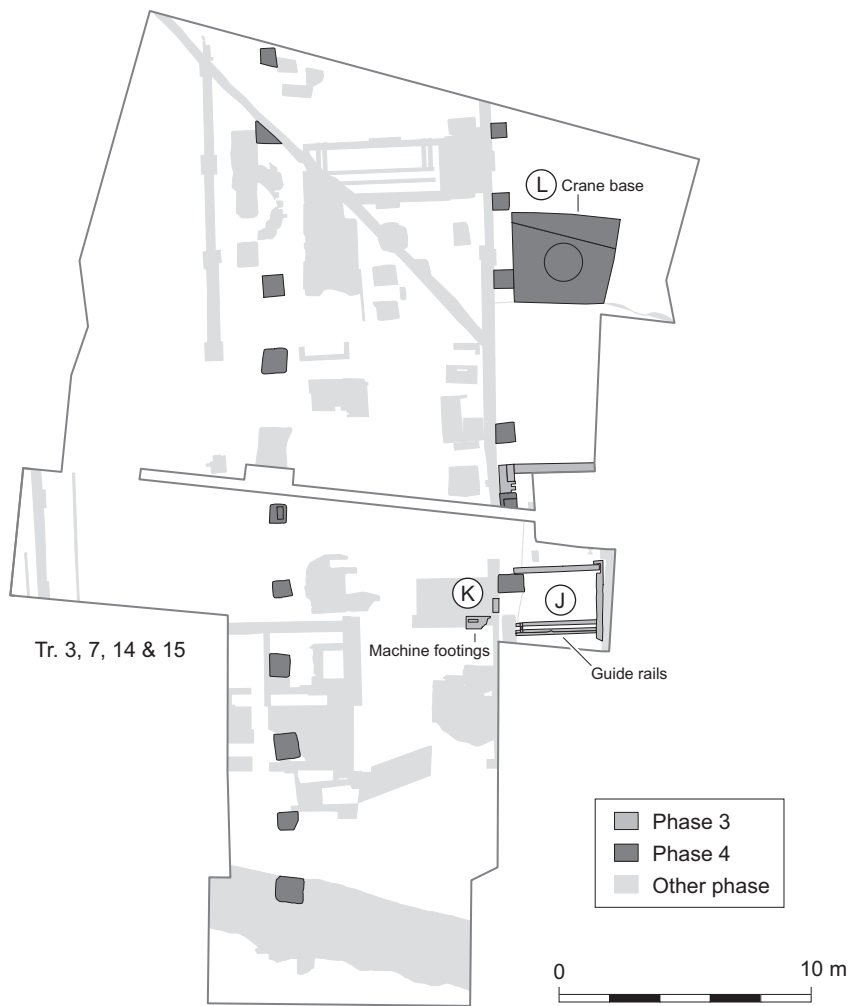 L Crane base
K
J
Machine footings
Tr. 3, 7, 14 & 15
Guide rails
Phase 3
Phase 4
Other phase
0 10 m